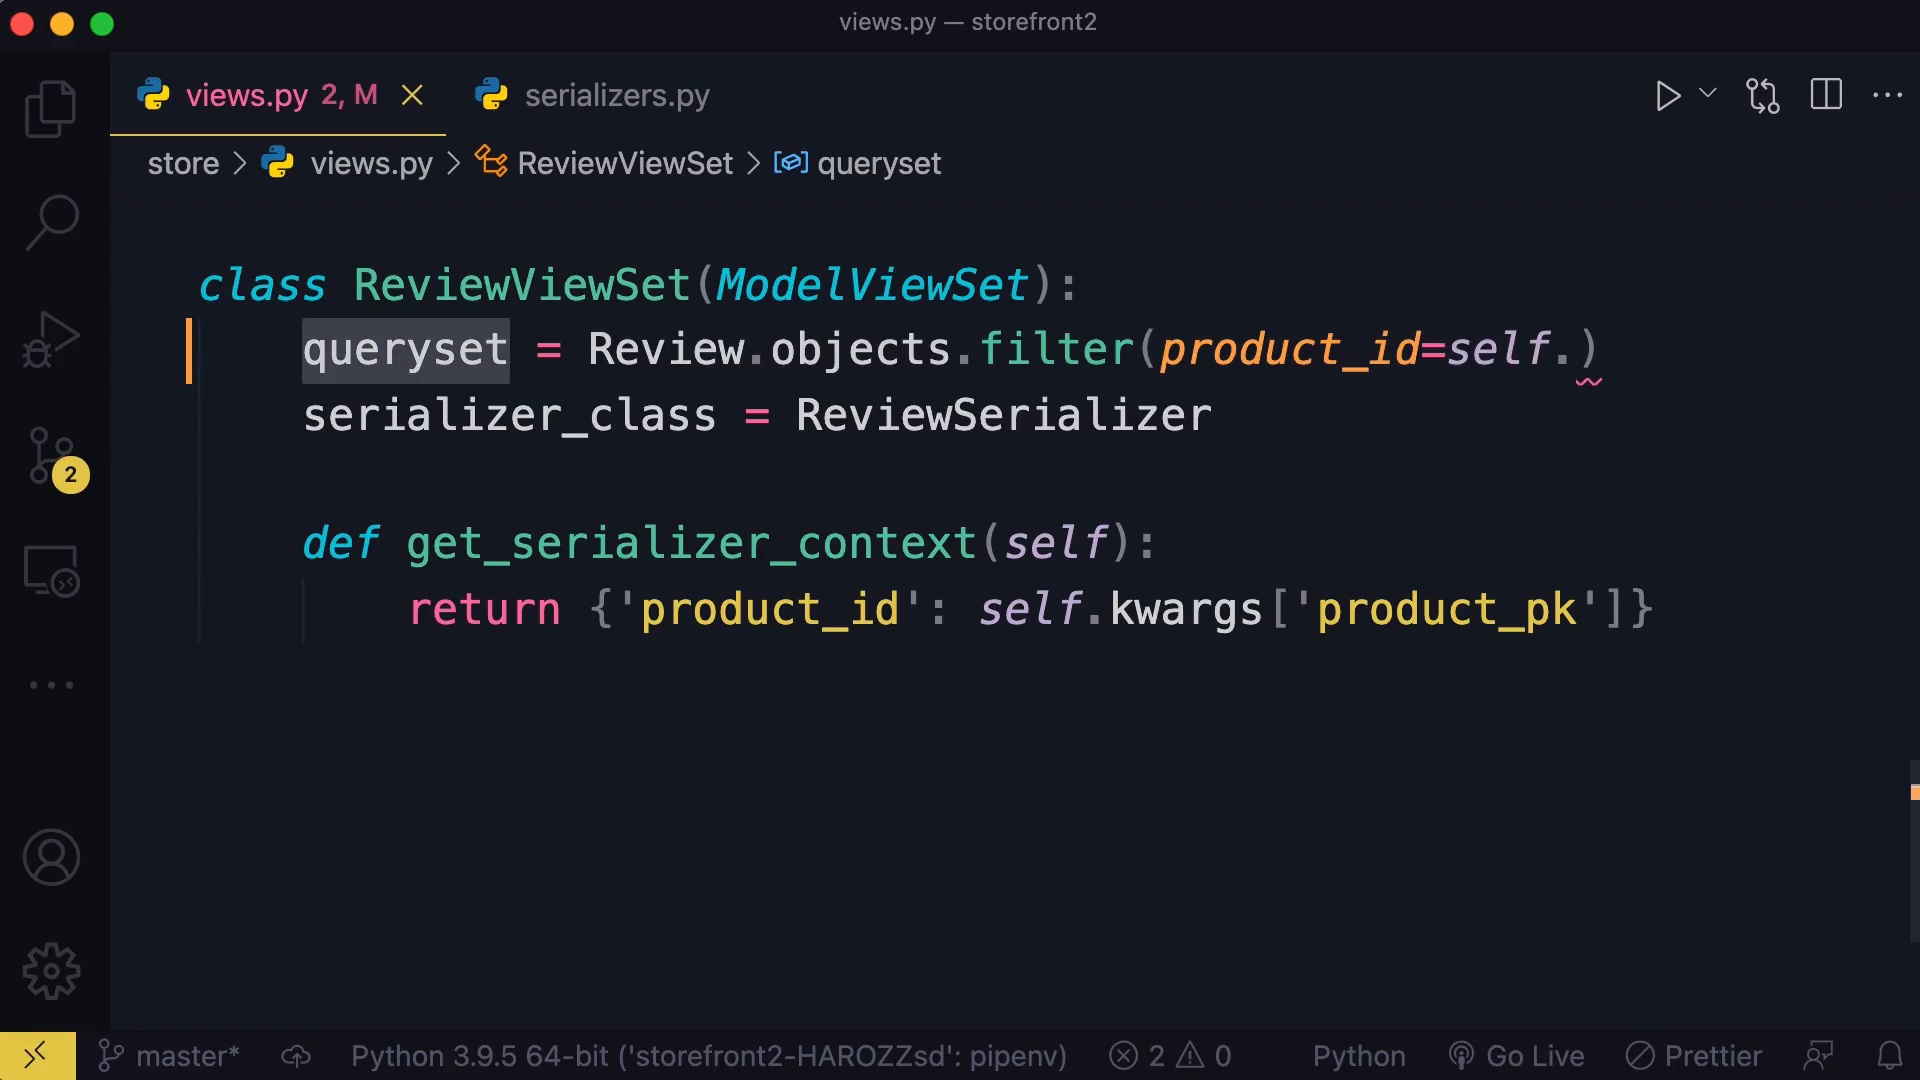 views.py — storefront2
views.py 2, M
serializers.py
store > views.py > ReviewViewSet > queryset
class ReviewViewSet(ModelViewSet):
queryset = Review.objects.filter(product_id=self.)
serializer_class = ReviewSerializer
def get_serializer_context(self):
return {'product_id': self.kwargs['product_pk']}
2
master* Python 3.9.5 64-bit ('storefront2-HAROZZsd': pipenv) 2 0 Python Go Live Prettier